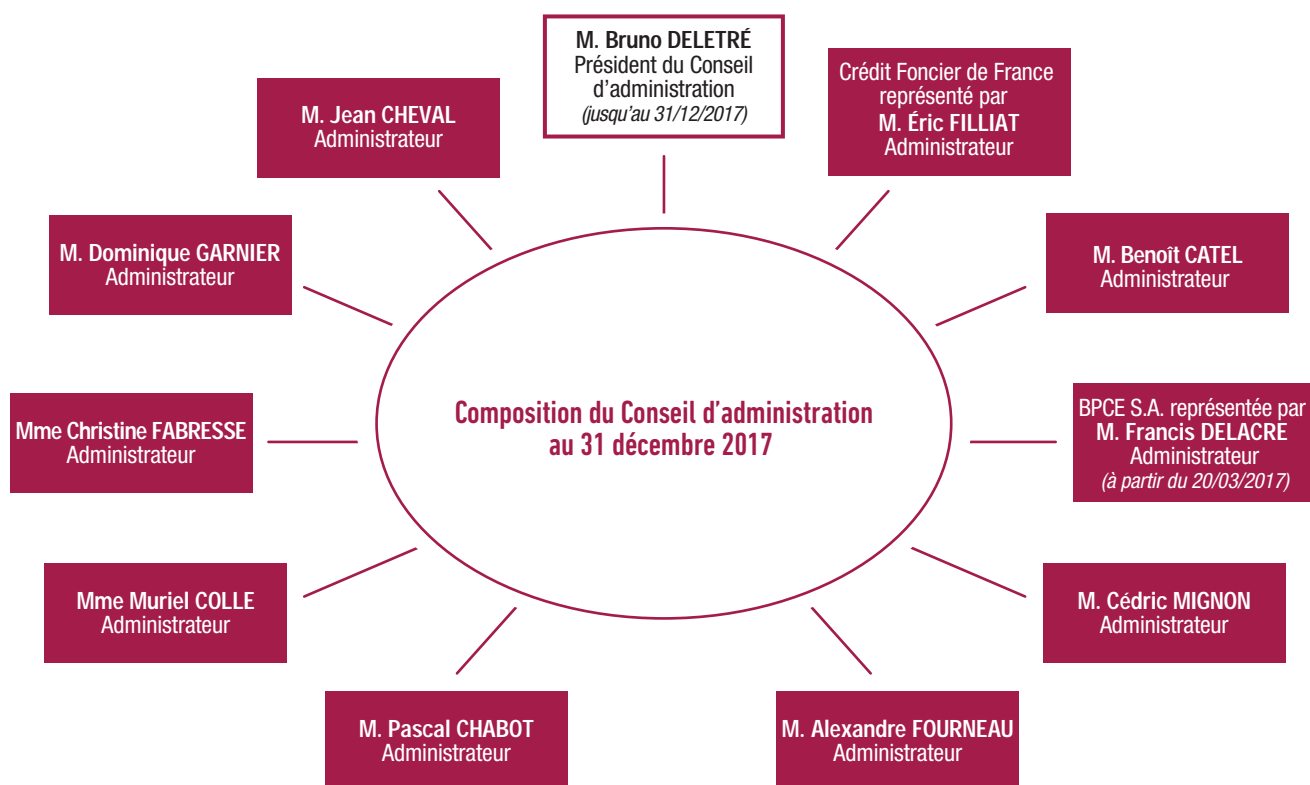 M. Bruno DELETRÉ
Président du Conseil
d'administration
(jusqu'au 31/12/2017)
Crédit Foncier de France
représenté par
M. Éric FILLIAT
Administrateur
M. Benoît CATEL
Administrateur
BPCE S.A. représentée par
M. Francis DELACRE
Administrateur
(à partir du 20/03/2017)
M. Cédric MIGNON
Administrateur
M. Alexandre FOURNEAU
Administrateur
M. Pascal CHABOT
Administrateur
Mme Muriel COLLE
Administrateur
Mme Christine FABRESSE
Administrateur
M. Dominique GARNIER
Administrateur
M. Jean CHEVAL
Administrateur
Composition du Conseil d'administration
au 31 décembre 2017